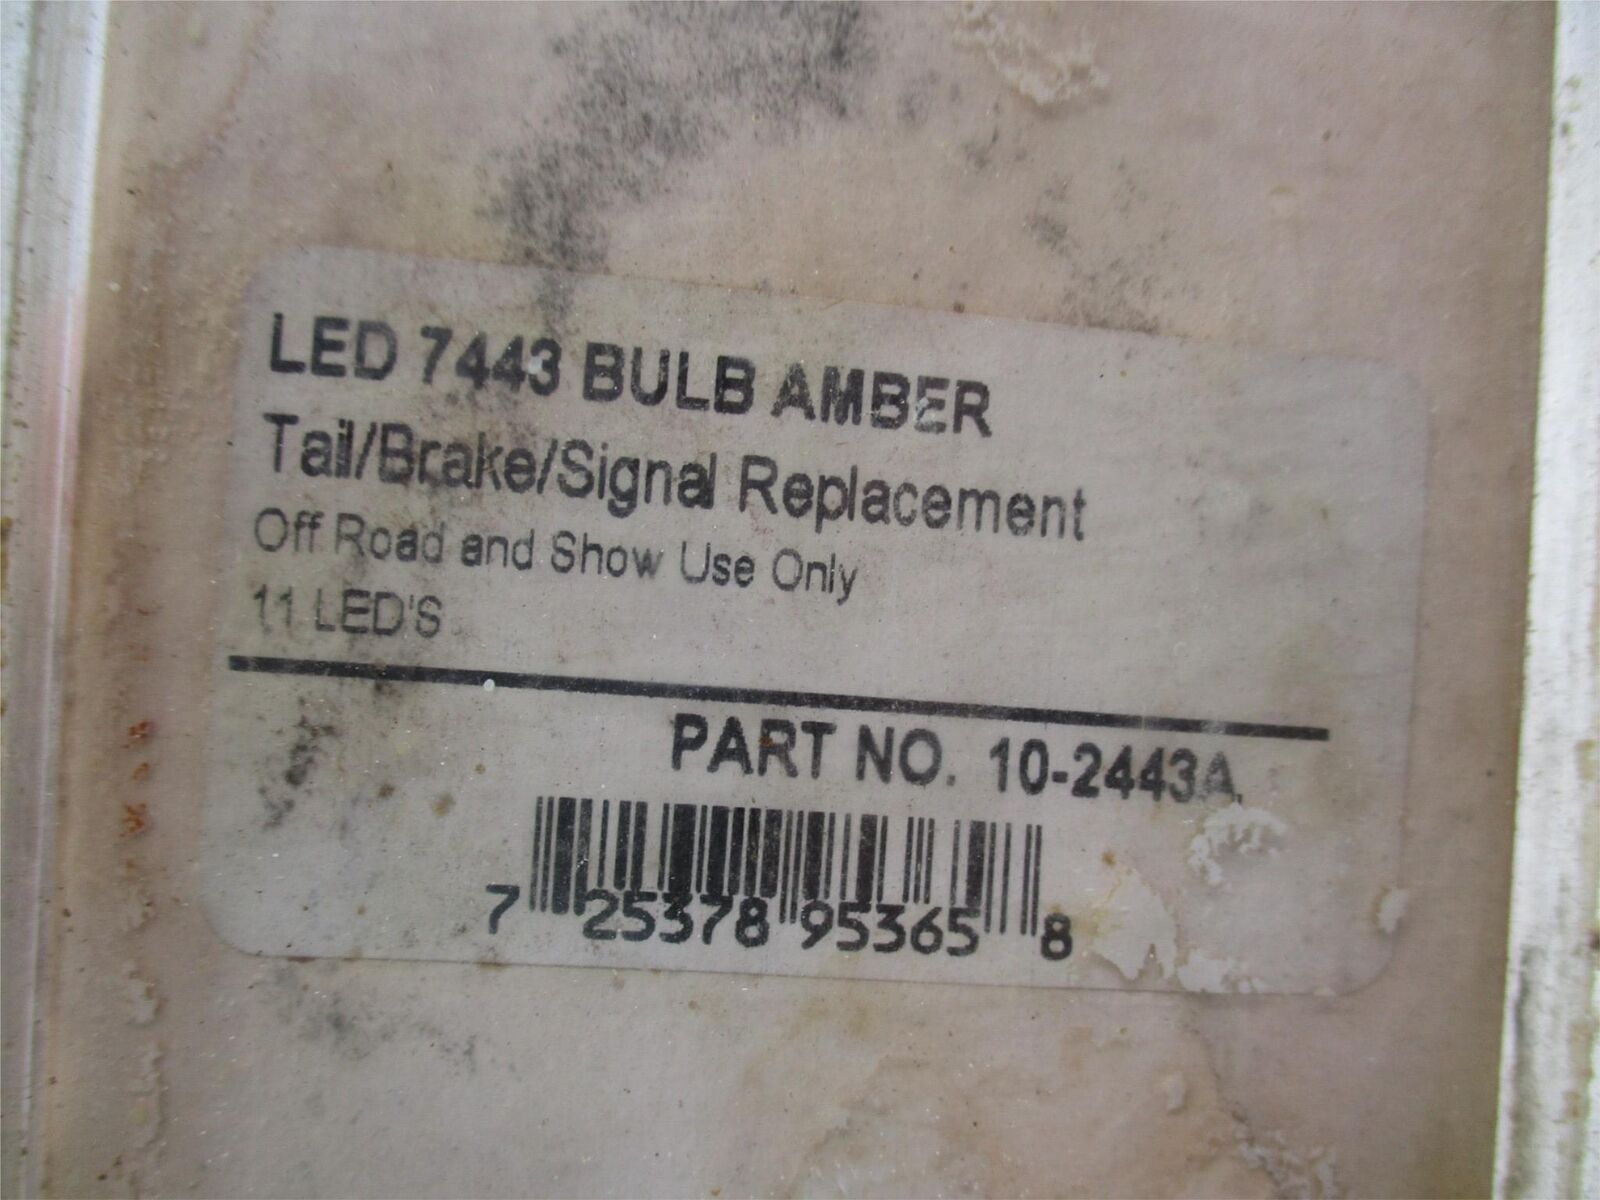 LED 7443 BULB AMBER
Tail/Brake/Signal Replacement
Off Road and Show Use Only
11 LED'S
PART NO. 10-2443A
7 25378 95365 8